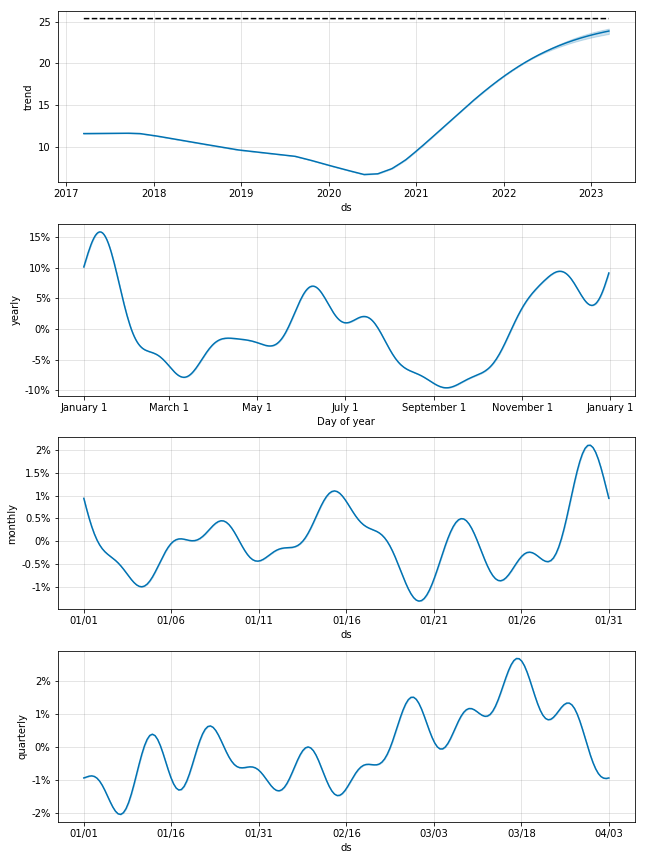 25
20
15
10
trend
2017 2018 2019 2020 2021 2022 2023
ds
15%
10%
5%
0%
-5%
-10%
yearly
January 1 March 1 May 1 July 1 September 1 November 1 January 1
Day of year
2%
1.5%
1%
0.5%
0%
-0.5%
-1%
monthly
01/01 01/06 01/11 01/16 01/21 01/26 01/31
ds
2%
1%
0%
-1%
-2%
quarterly
01/01 01/16 01/31 02/16 03/03 03/18 04/03
ds